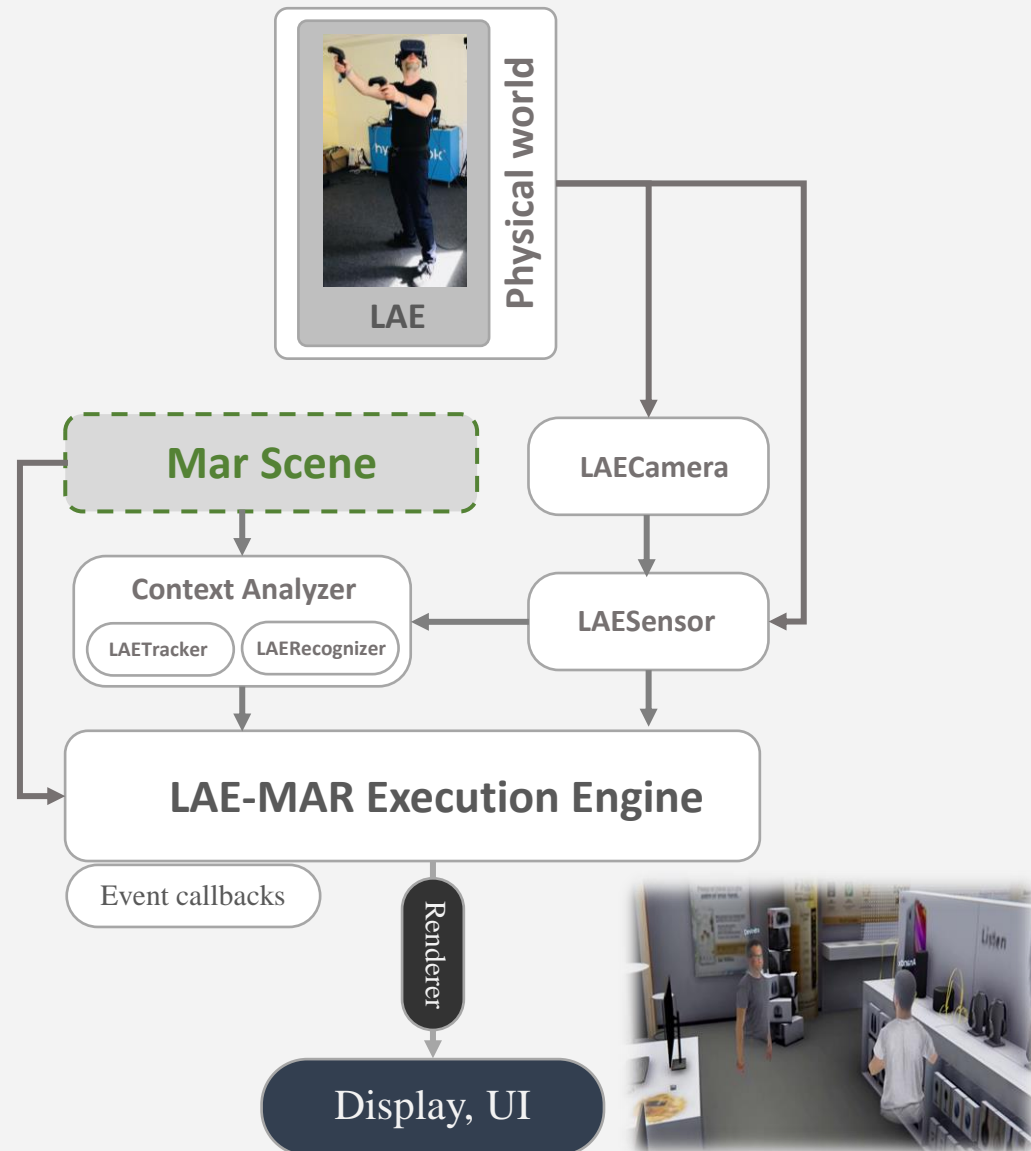 Physical world
LAE
Mar Scene
LAECamera
Context Analyzer
LAETracker
LAERecognizer
LAESensor
LAE-MAR Execution Engine
Event callbacks
Renderer
Listen
Display, UI